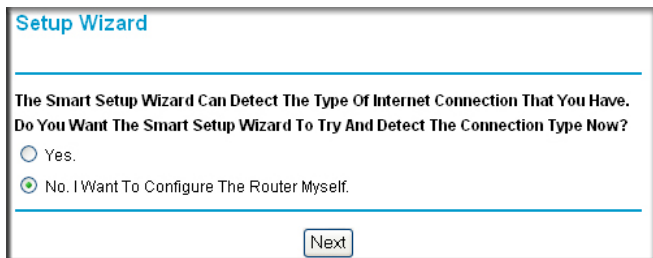 Setup Wizard
The Smart Setup Wizard Can Detect The Type Of Internet Connection That You Have.
Do You Want The Smart Setup Wizard To Try And Detect The Connection Type Now?
Yes.
No. I Want To Configure The Router Myself.
Next